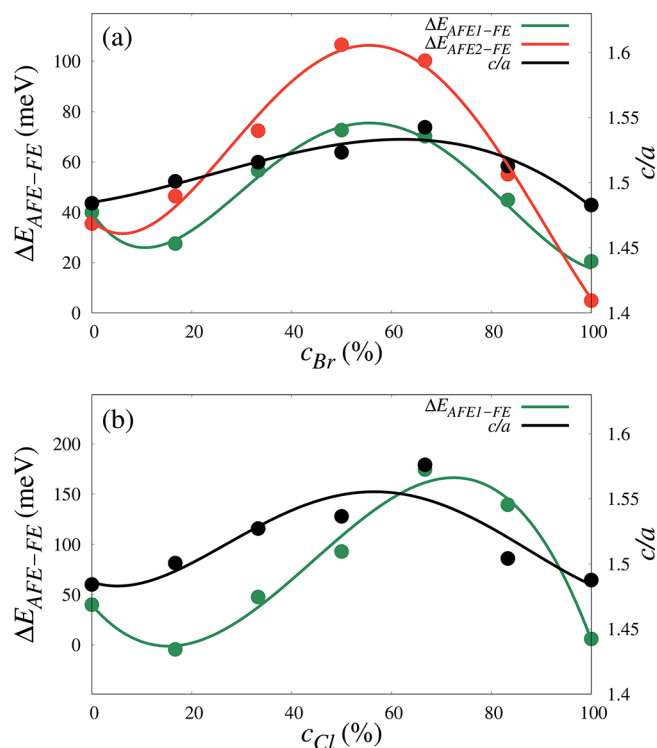 (a)
ΔE_AFE1−FE
ΔE_AFE2−FE
c/a
ΔE_AFE−FE (meV)
100
80
60
40
20
0
1.6
1.55
1.5
1.45
1.4
c/a
0 20 40 60 80 100
c_Br (%)
(b)
ΔE_AFE1−FE
c/a
ΔE_AFE−FE (meV)
200
150
100
50
0
1.6
1.55
1.5
1.45
1.4
c/a
0 20 40 60 80 100
c_Cl (%)